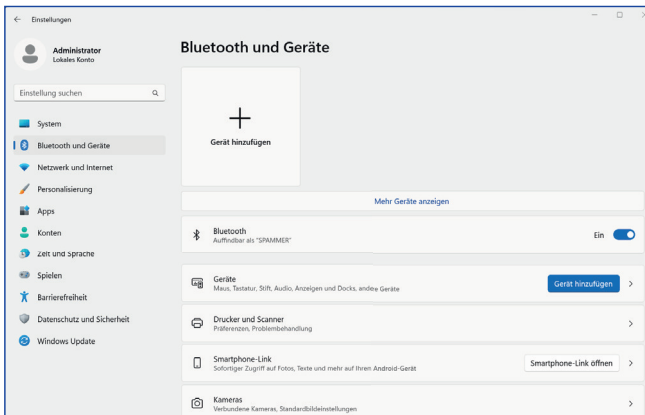 Einstellungen
Administrator
Lokales Konto
Einstellung suchen
System
Bluetooth und Geräte
Netzwerk und Internet
Personalisierung
Apps
Konten
Zeit und Sprache
Spielen
Barrierefreiheit
Datenschutz und Sicherheit
Windows Update
Bluetooth und Geräte
Gerät hinzufügen
Mehr Geräte anzeigen
Bluetooth
Auffindbar als "SPAMMER"
Ein
Geräte
Maus, Tastatur, Stift, Audio, Anzeigen und Docks, andere Geräte
Gerät hinzufügen
Drucker und Scanner
Präferenzen, Problembehandlung
Smartphone-Link
Sofortiger Zugriff auf Fotos, Texte und mehr auf Ihren Android-Gerät
Smartphone-Link öffnen
Kameras
Verbundene Kameras, Standardbildeinstellungen